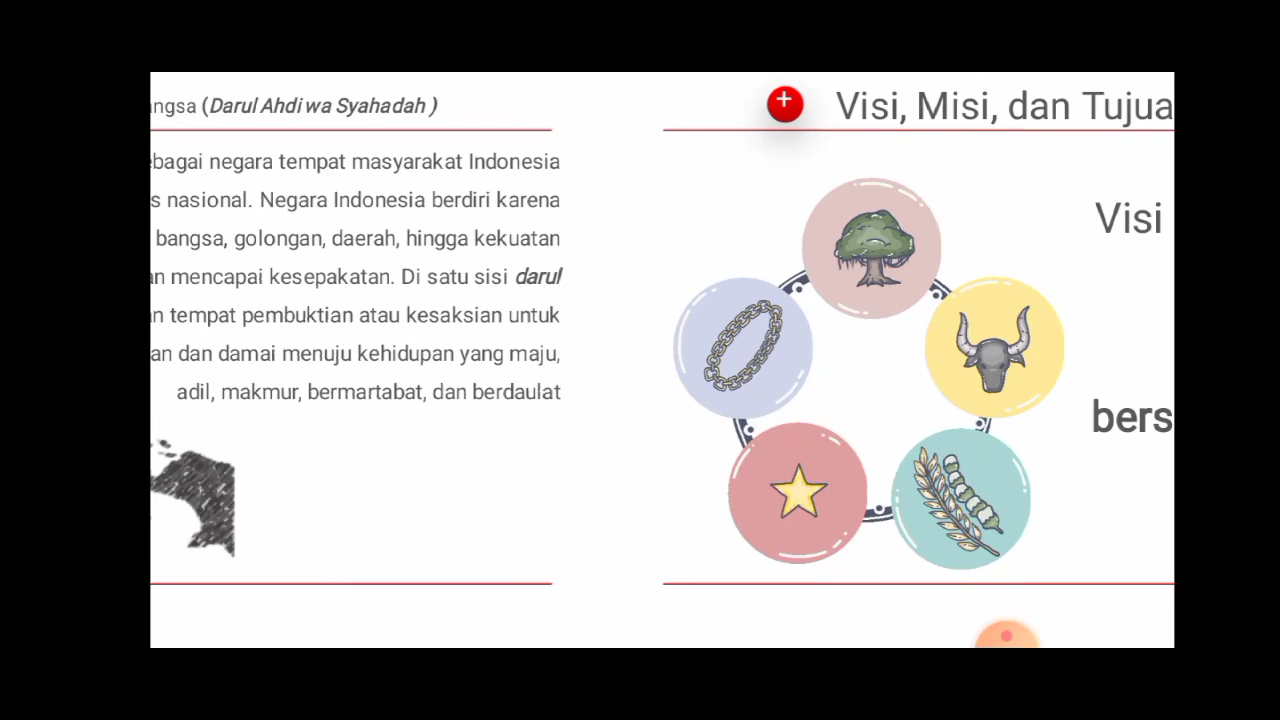 angsa (Darul Ahdi wa Syahadah )
ebagai negara tempat masyarakat Indonesia
s nasional. Negara Indonesia berdiri karena
bangsa, golongan, daerah, hingga kekuatan
an mencapai kesepakatan. Di satu sisi darul
an tempat pembuktian atau kesaksian untuk
an dan damai menuju kehidupan yang maju,
adil, makmur, bermartabat, dan berdaulat
Visi, Misi, dan Tujua
Visi
bers